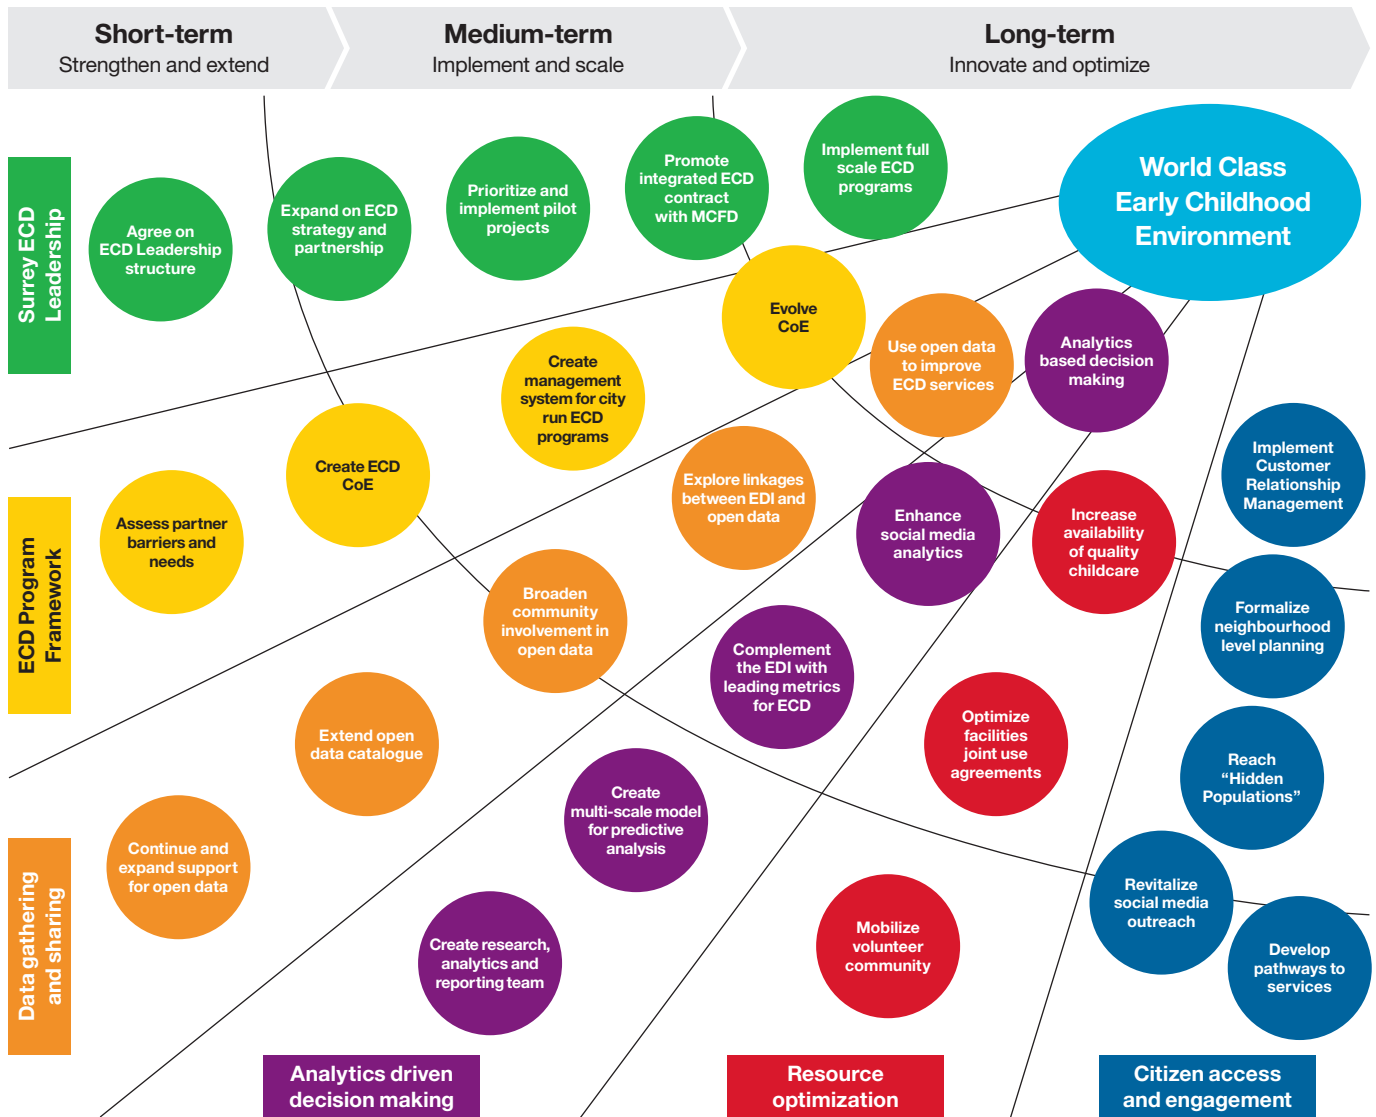 Short-term
Strengthen and extend
Medium-term
Implement and scale
Long-term
Innovate and optimize
Surrey ECD
Leadership
Agree on
ECD Leadership
structure
Expand on ECD
strategy and
partnership
Prioritize and
implement pilot
projects
Promote
integrated ECD
contract
with MCFD
Implement full
scale ECD
programs
World Class
Early Childhood
Environment
ECD Program
Framework
Assess partner
barriers and
needs
Create ECD
CoE
Create
management
system for city
run ECD
programs
Evolve
CoE
Data gathering
and sharing
Continue and
expand support
for open data
Extend open
data catalogue
Broaden
community
involvement in
open data
Explore linkages
between EDI and
open data
Use open data
to improve
ECD services
Analytics
based decision
making
Enhance
social media
analytics
Complement
the EDI with
leading metrics
for ECD
Create
multi-scale model
for predictive
analysis
Create research,
analytics and
reporting team
Analytics driven
decision making
Increase
availability
of quality
childcare
Optimize
facilities
joint use
agreements
Mobilize
volunteer
community
Resource
optimization
Implement
Customer
Relationship
Management
Formalize
neighbourhood
level planning
Reach
“Hidden
Populations”
Revitalize
social media
outreach
Develop
pathways to
services
Citizen access
and engagement